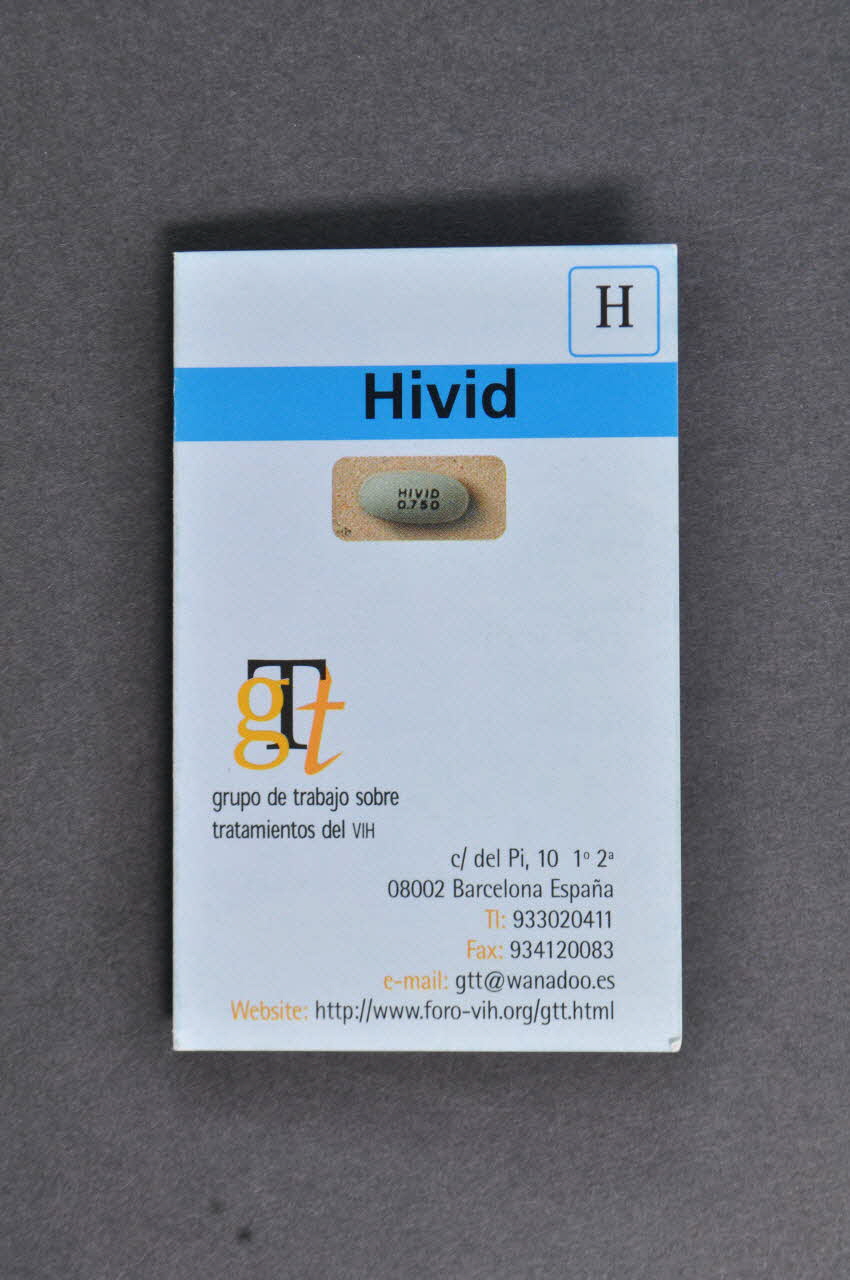 H
Hivid
HIVID
0.750
gTt
grupo de trabajo sobre
tratamientos del VIH
c/ del Pi, 10 1º 2ª
08002 Barcelona España
Tl: 933020411
Fax: 934120083
e-mail: gtt@wanadoo.es
Website: http://www.foro-vih.org/gtt.html